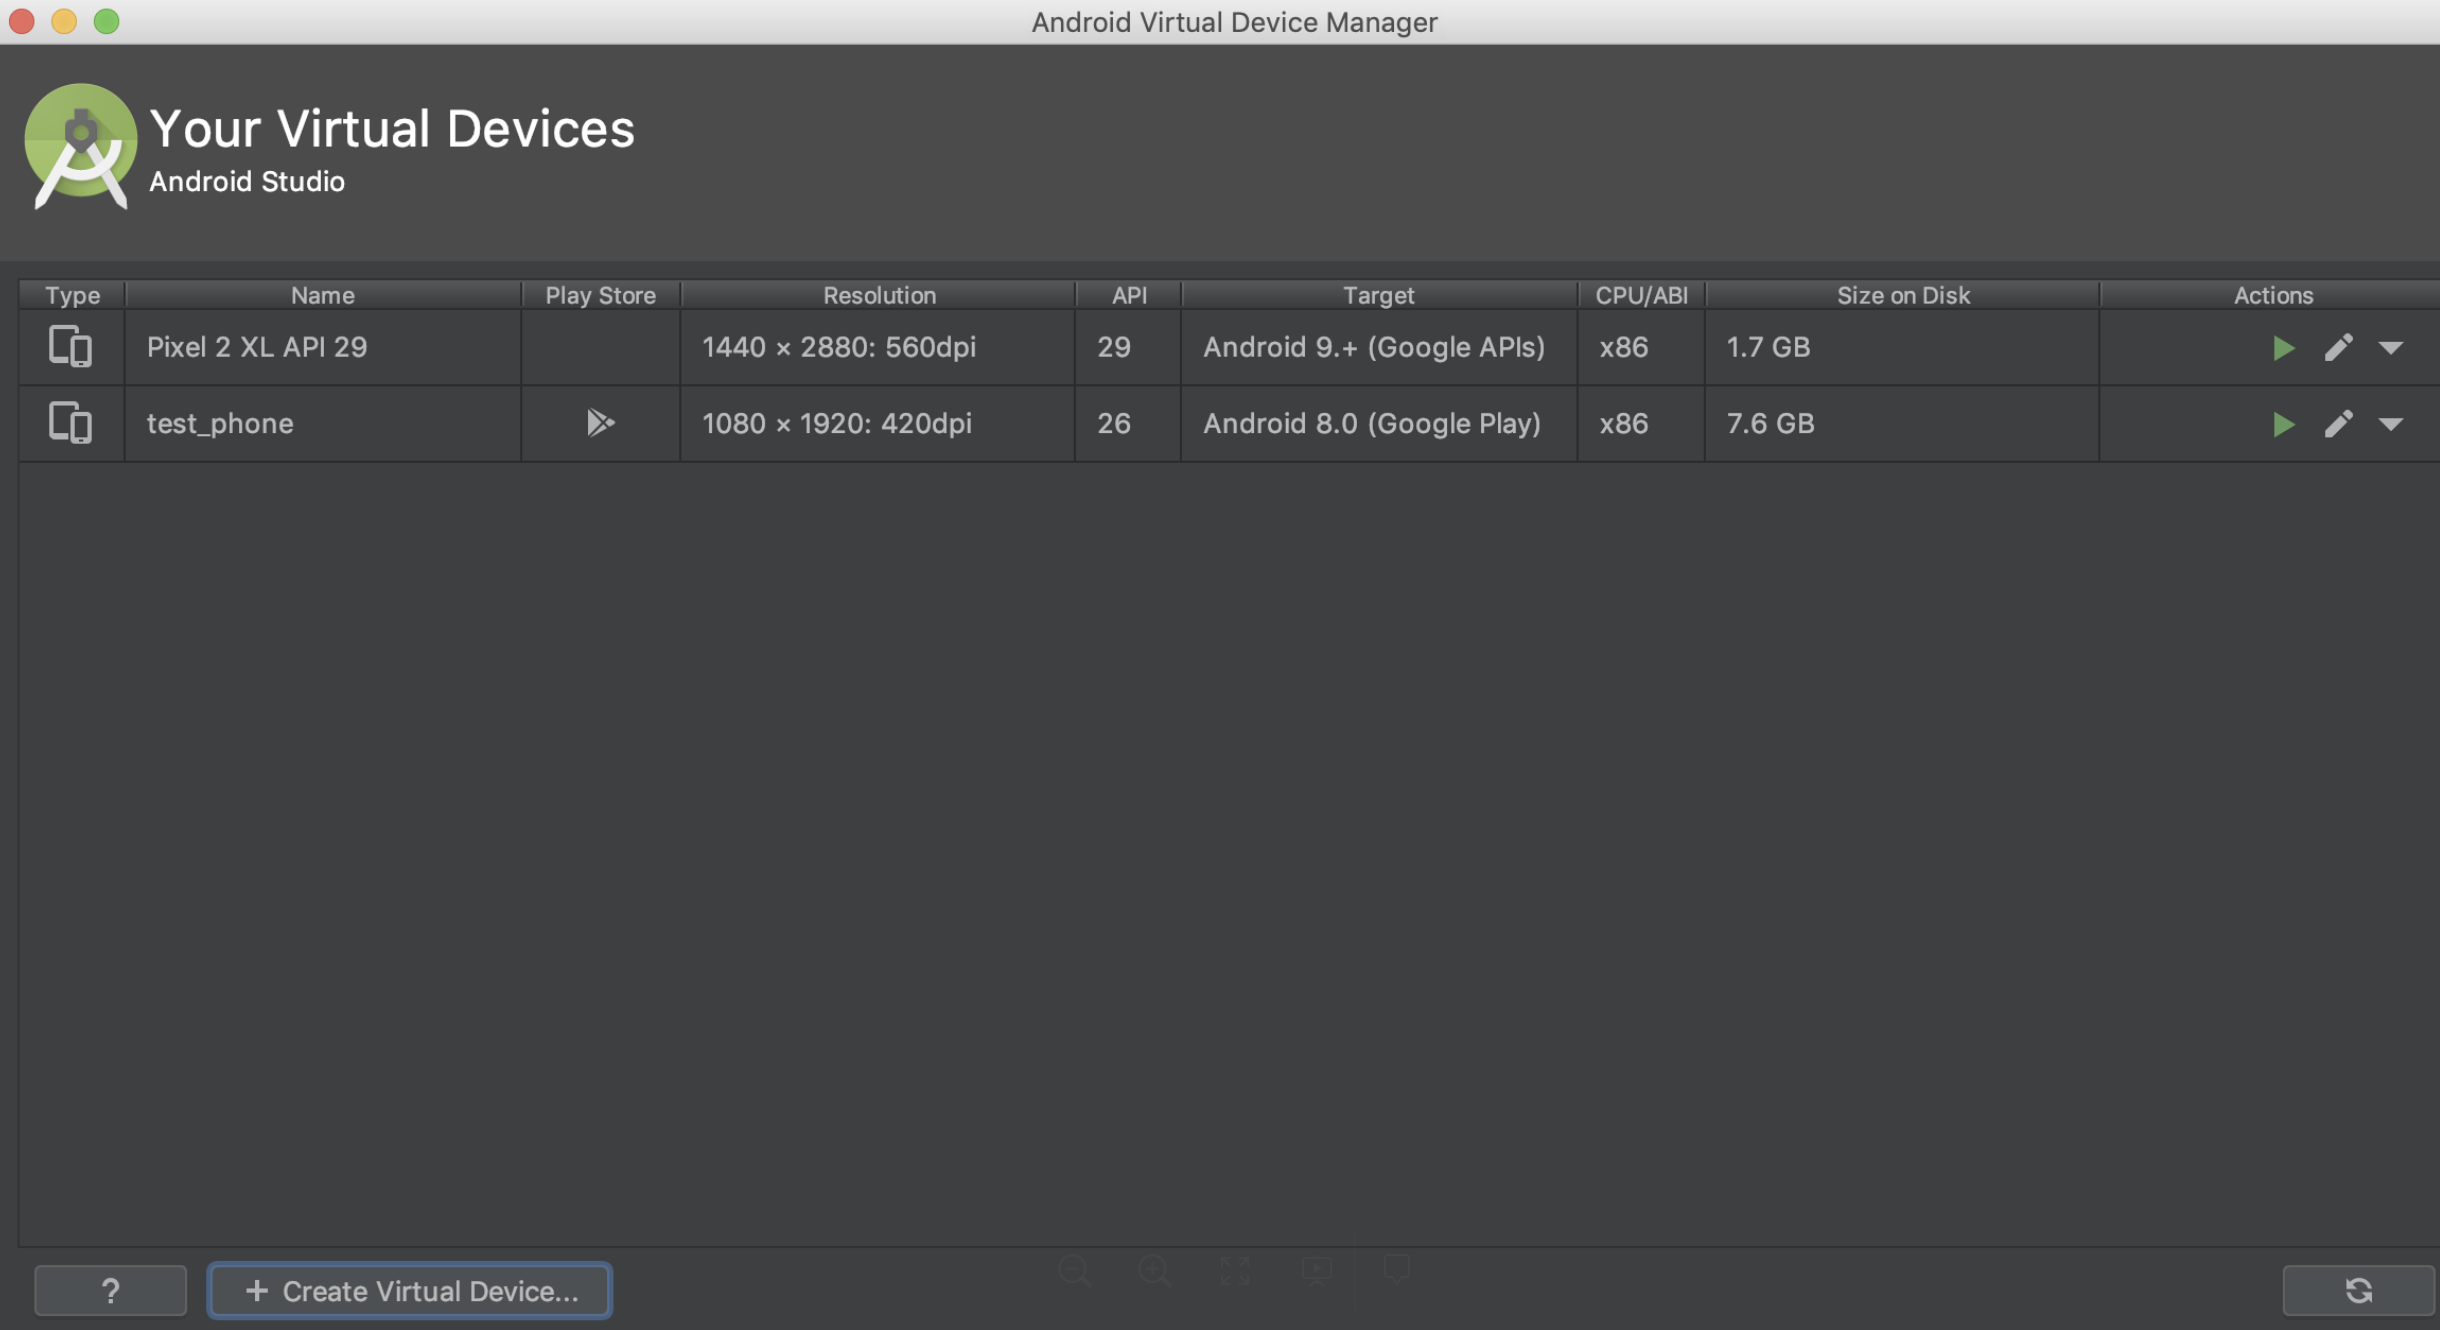 Android Virtual Device Manager
Your Virtual Devices
Android Studio
Type Name Play Store Resolution API Target CPU/ABI Size on Disk Actions
Pixel 2 XL API 29 1440 × 2880: 560dpi 29 Android 9.+ (Google APIs) x86 1.7 GB
test_phone 1080 × 1920: 420dpi 26 Android 8.0 (Google Play) x86 7.6 GB
? + Create Virtual Device...